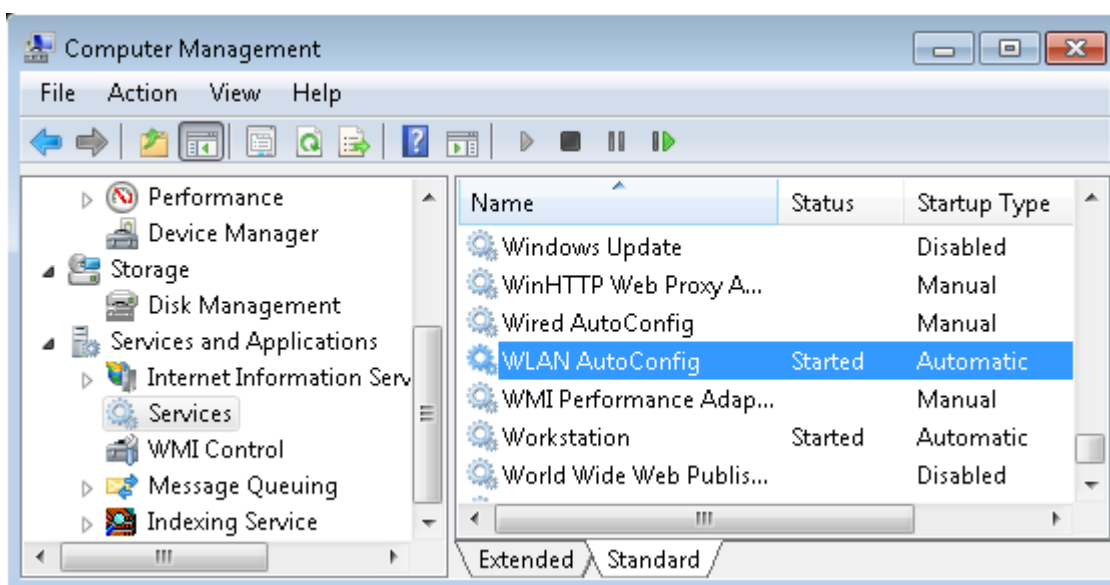 Computer Management
File Action View Help
Performance
Device Manager
Storage
Disk Management
Services and Applications
Internet Information Serv
Services
WMI Control
Message Queuing
Indexing Service
Name Status Startup Type
Windows Update Disabled
WinHTTP Web Proxy A... Manual
Wired AutoConfig Manual
WLAN AutoConfig Started Automatic
WMI Performance Adap... Manual
Workstation Started Automatic
World Wide Web Publis... Disabled
Extended Standard